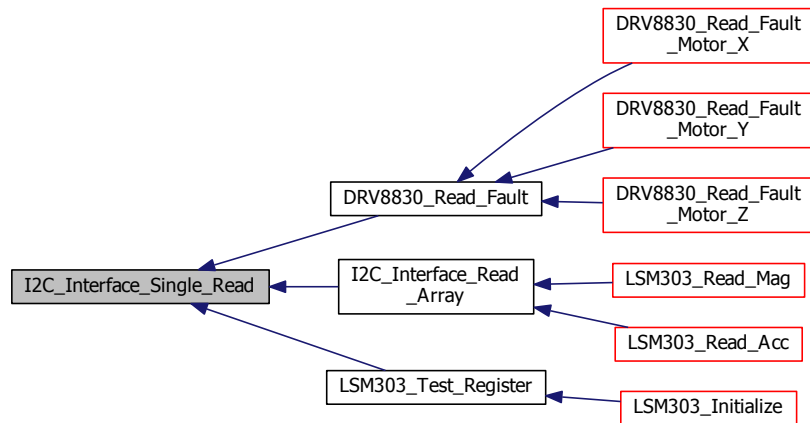 DRV8830_Read_Fault
_Motor_X
DRV8830_Read_Fault
_Motor_Y
DRV8830_Read_Fault
DRV8830_Read_Fault
_Motor_Z
I2C_Interface_Single_Read
I2C_Interface_Read
_Array
LSM303_Read_Mag
LSM303_Read_Acc
LSM303_Test_Register
LSM303_Initialize